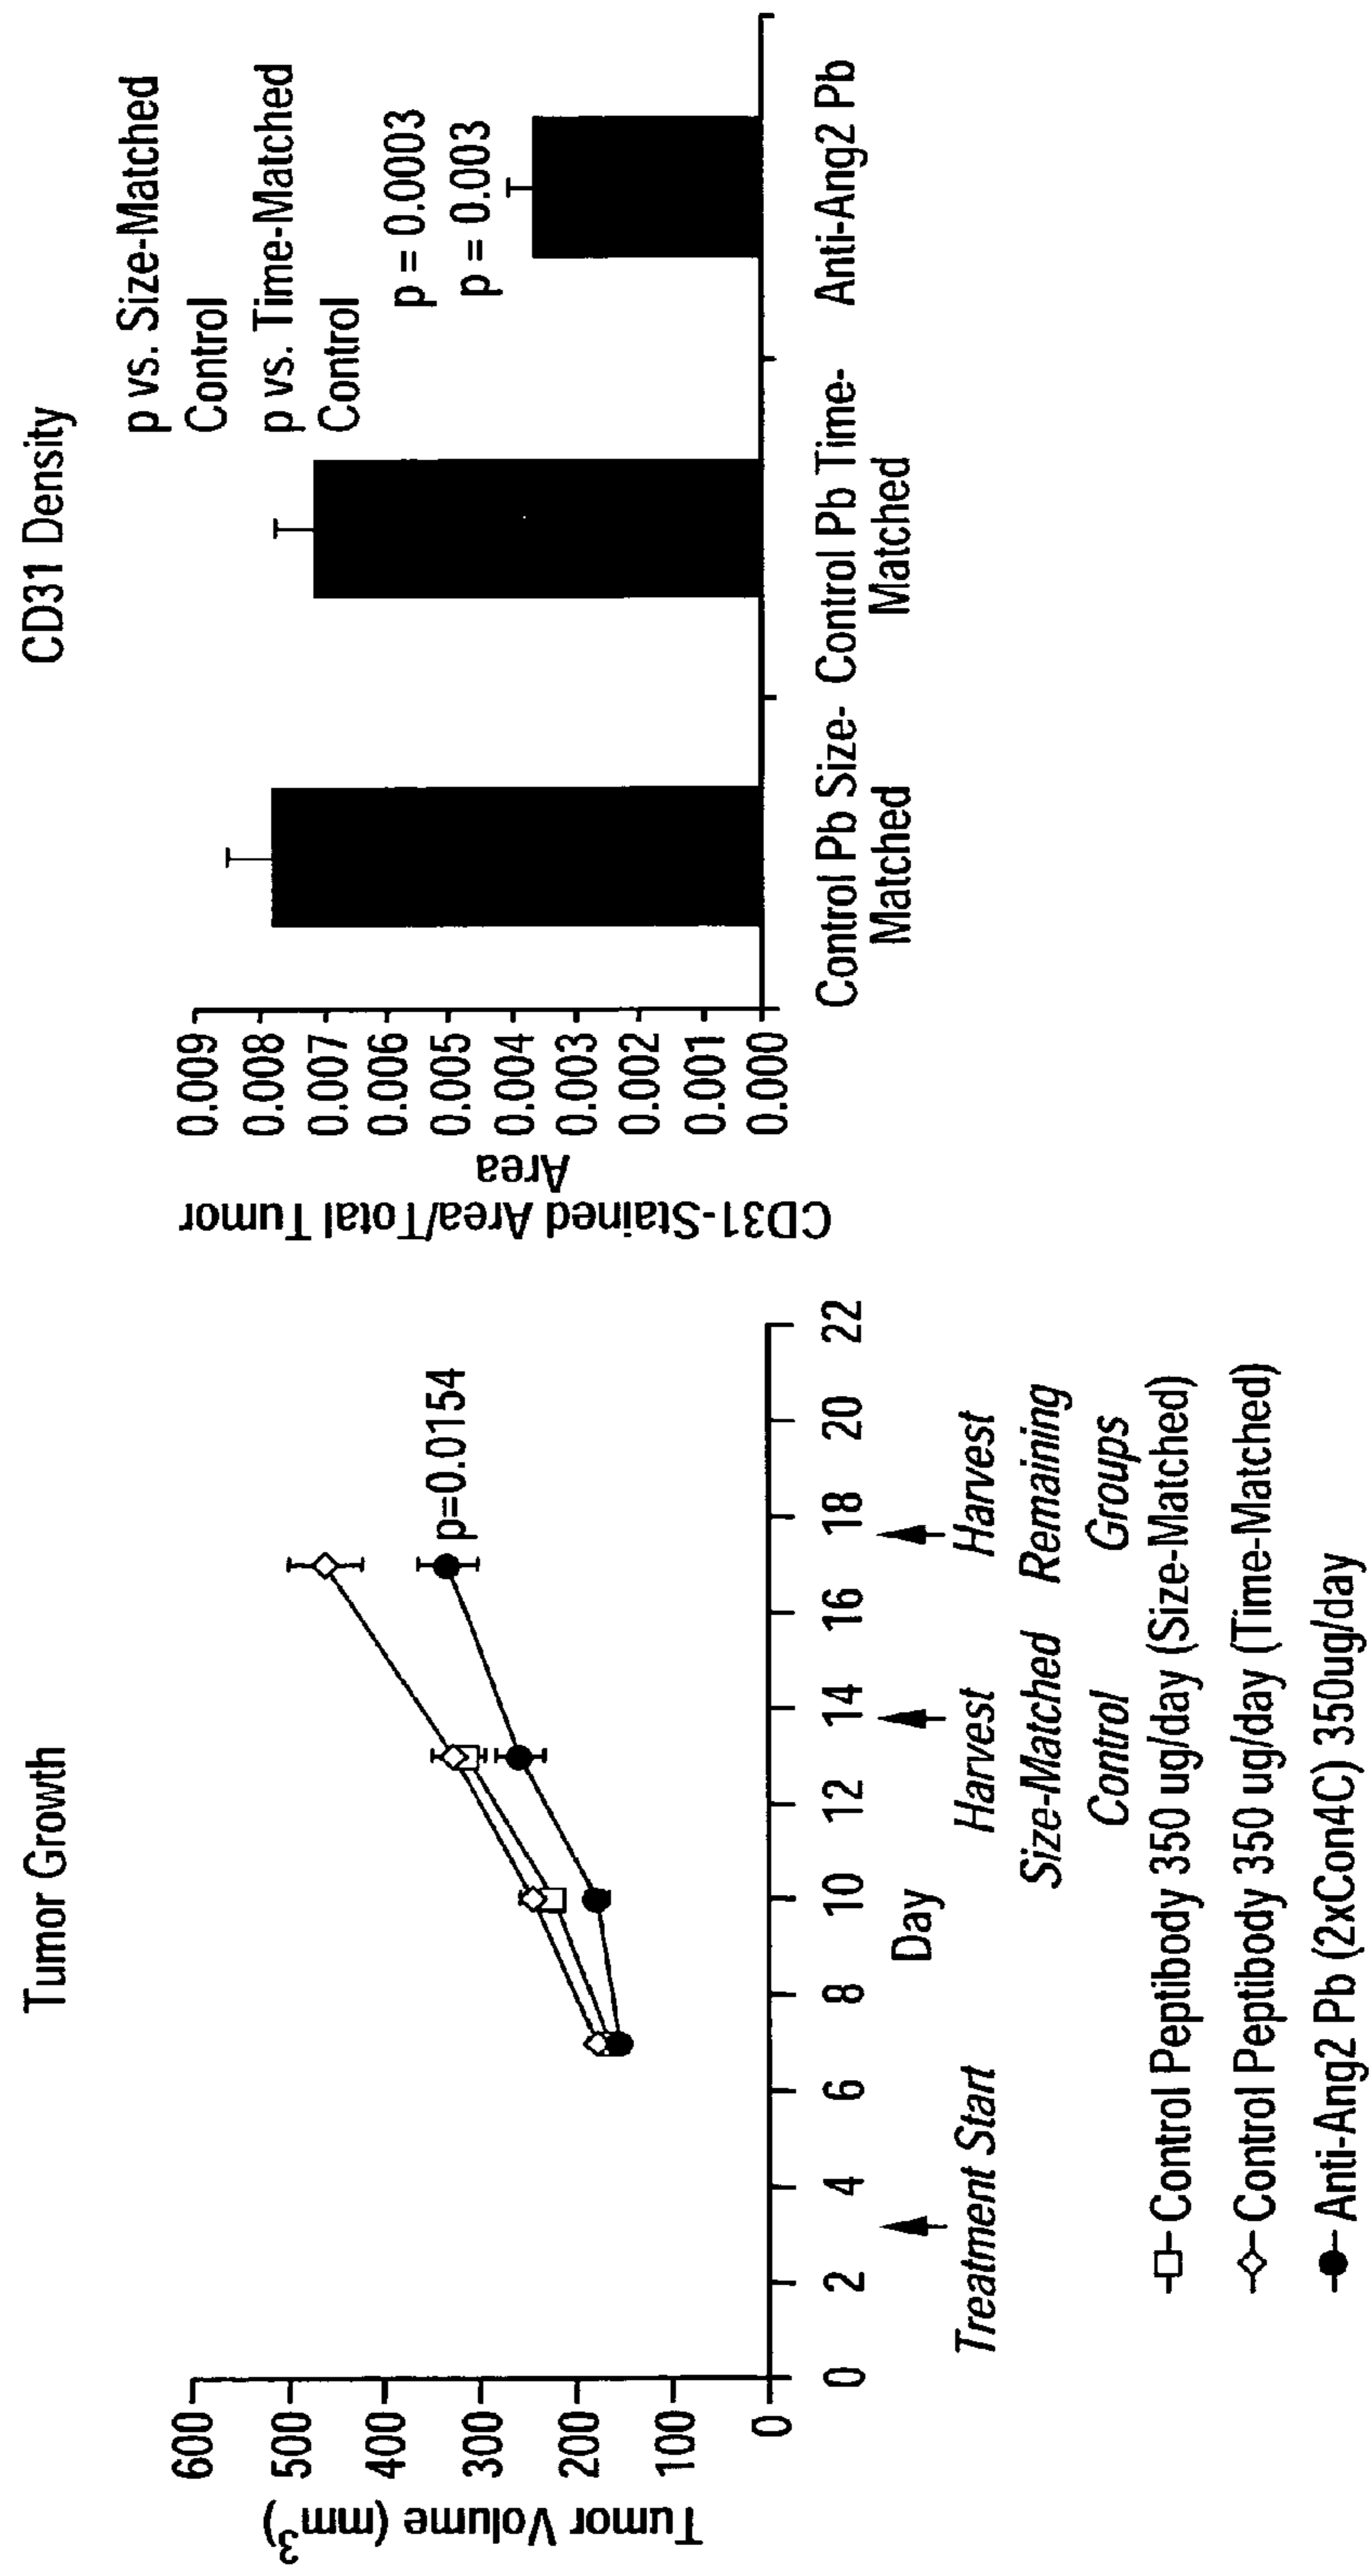 Tumor Growth
Tumor Volume (mm³)
600
500
400
300
200
100
0
p=0.0154
0 2 4 6 8 10 12 14 16 18 20 22
Day
Treatment Start
Harvest
Size-Matched
Control
Harvest
Remaining
Groups
Control Peptibody 350 ug/day (Size-Matched)
Control Peptibody 350 ug/day (Time-Matched)
Anti-Ang2 Pb (2xCon4C) 350ug/day
CD31 Density
CD31-Stained Area/Total Tumor
Area
0.009
0.008
0.007
0.006
0.005
0.004
0.003
0.002
0.001
0.000
p vs. Size-Matched
Control
p vs. Time-Matched
Control
p = 0.0003
p = 0.003
Control Pb Size-
Matched
Control Pb Time-
Matched
Anti-Ang2 Pb